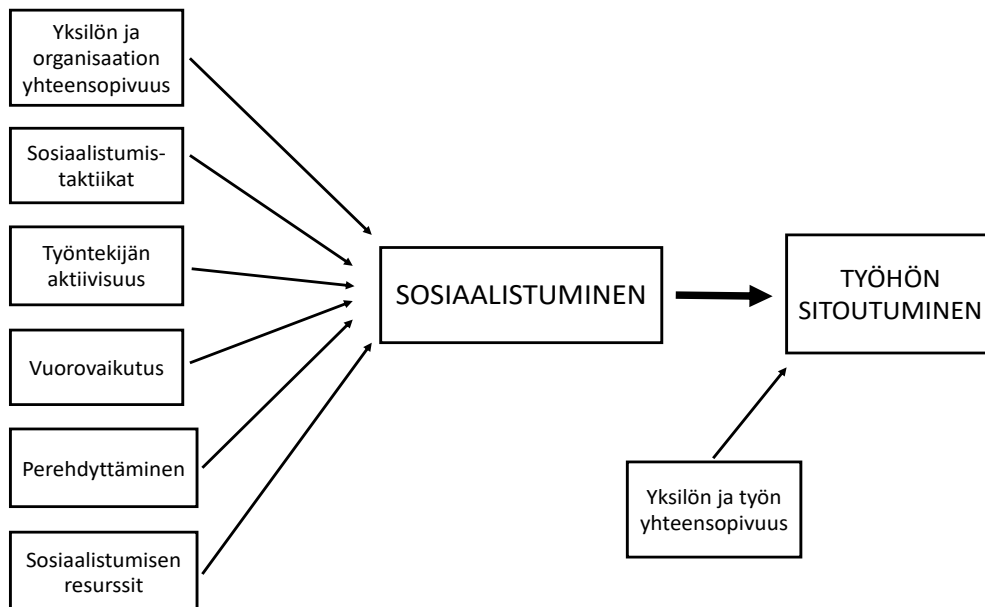 Yksilön ja
organisaation
yhteensopivuus
Sosiaalistumis-
taktiikat
Työntekijän
aktiivisuus
Vuorovaikutus
Perehdyttäminen
Sosiaalistumisen
resurssit
SOSIAALISTUMINEN
TYÖHÖN
SITOUTUMINEN
Yksilön ja työn
yhteensopivuus